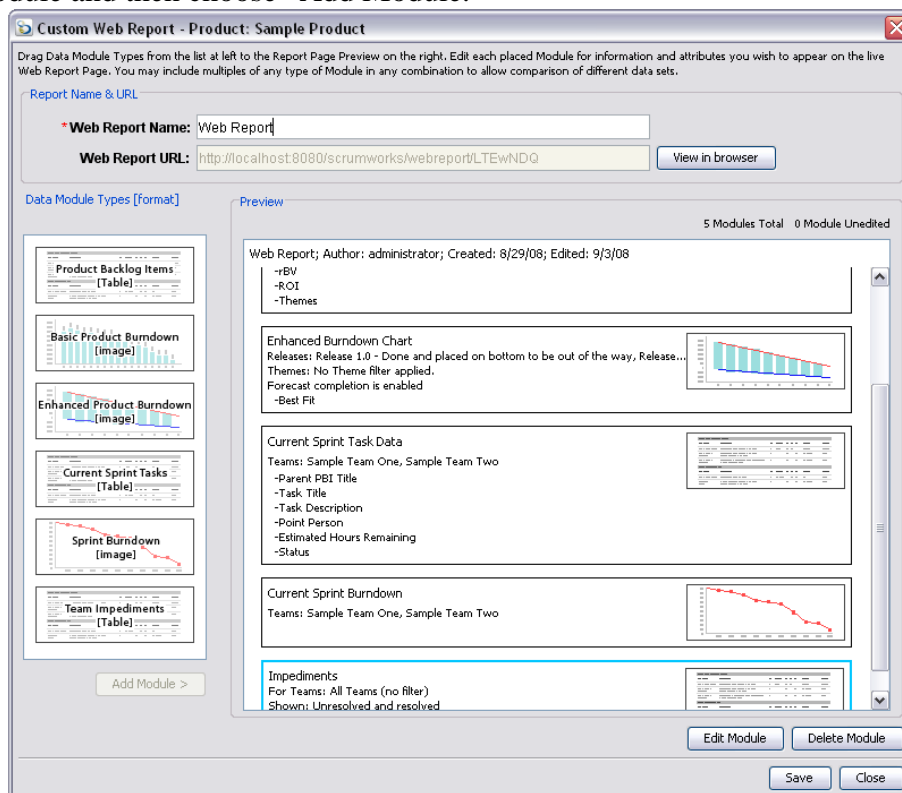 odule and then choose "Add Module."
Custom Web Report - Product: Sample Product
Drag Data Module Types from the list at left to the Report Page Preview on the right. Edit each placed Module for information and attributes you wish to appear on the live
Web Report Page. You may include multiples of any type of Module in any combination to allow comparison of different data sets.
Report Name & URL
*Web Report Name: Web Report
Web Report URL: http://localhost:8080/scrumworks/webreport/LTEwNDQ View in browser
Data Module Types [format]
Preview
5 Modules Total 0 Module Unedited
Product Backlog Items
[Table]
Basic Product Burndown
[image]
Enhanced Product Burndown
[image]
Current Sprint Tasks
[Table]
Sprint Burndown
[image]
Team Impediments
[Table]
Add Module >
Web Report; Author: administrator; Created: 8/29/08; Edited: 9/3/08
-rBV
-ROI
-Themes
Enhanced Burndown Chart
Releases: Release 1.0 - Done and placed on bottom to be out of the way, Release...
Themes: No Theme filter applied.
Forecast completion is enabled
-Best Fit
Current Sprint Task Data
Teams: Sample Team One, Sample Team Two
-Parent PBI Title
-Task Title
-Task Description
-Point Person
-Estimated Hours Remaining
-Status
Current Sprint Burndown
Teams: Sample Team One, Sample Team Two
Impediments
For Teams: All Teams (no filter)
Shown: Unresolved and resolved
Edit Module Delete Module
Save Close